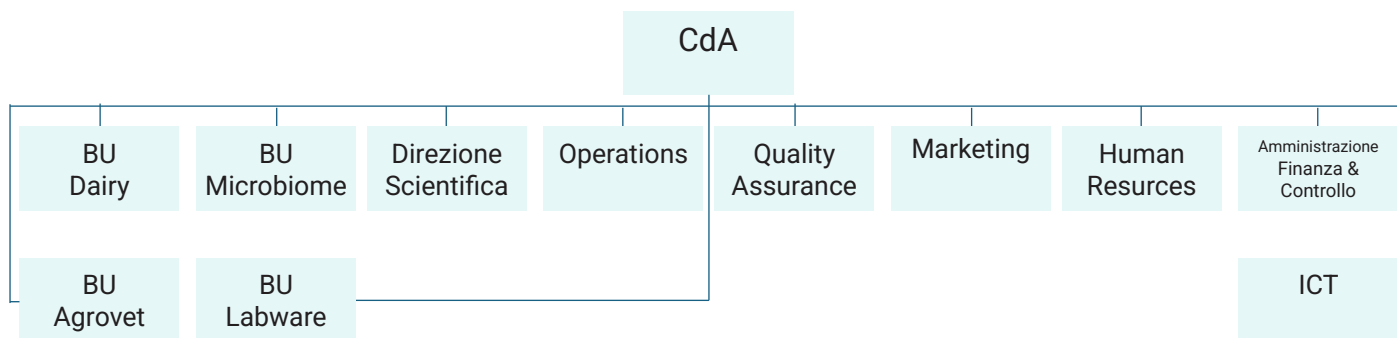 CdA
BU
Dairy
BU
Microbiome
Direzione
Scientifica
Operations
Quality
Assurance
Marketing
Human
Resurces
Amministrazione
Finanza &
Controllo
BU
Agrovet
BU
Labware
ICT